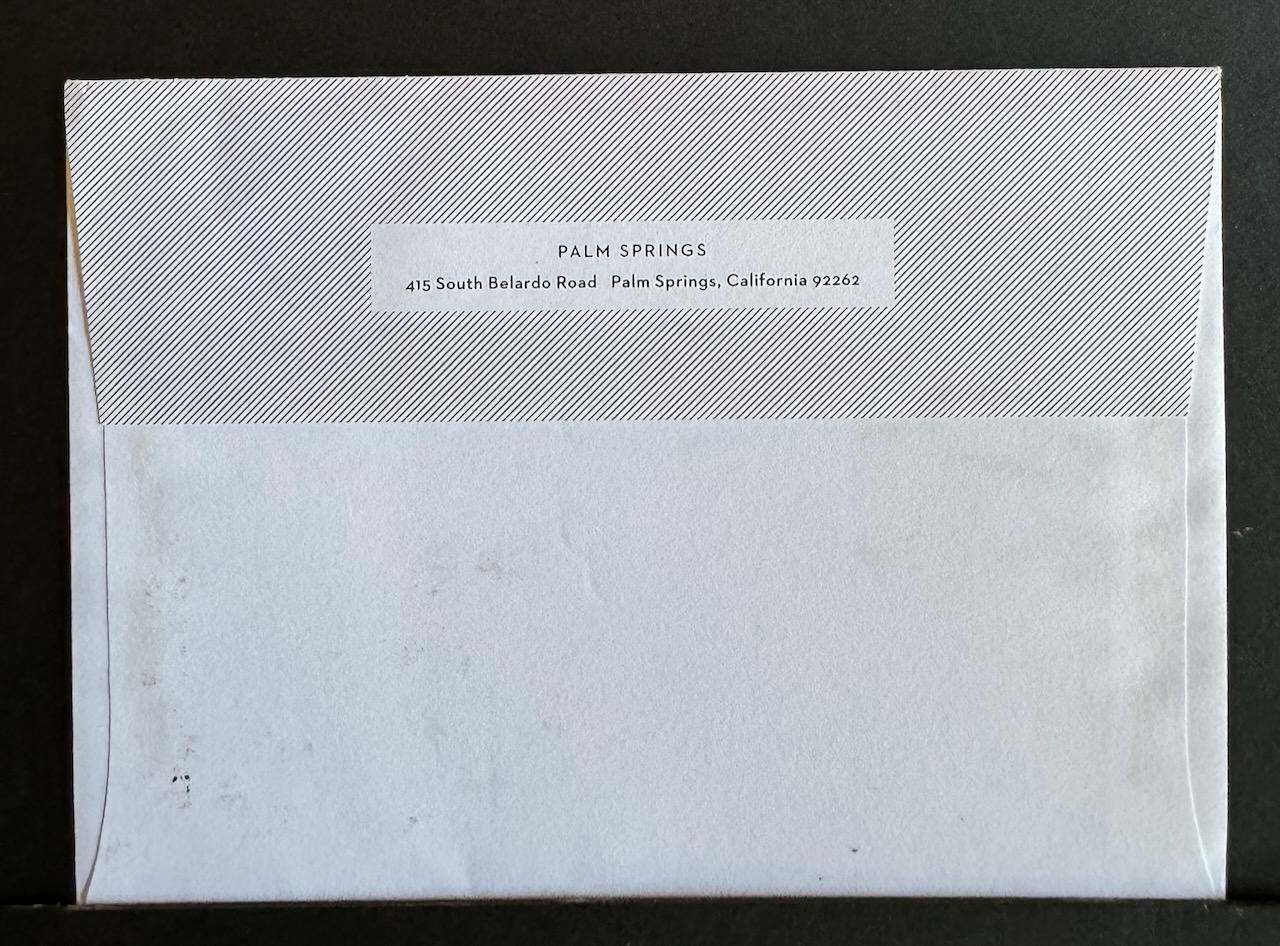 PALM SPRINGS
415 South Belardo Road Palm Springs, California 92262